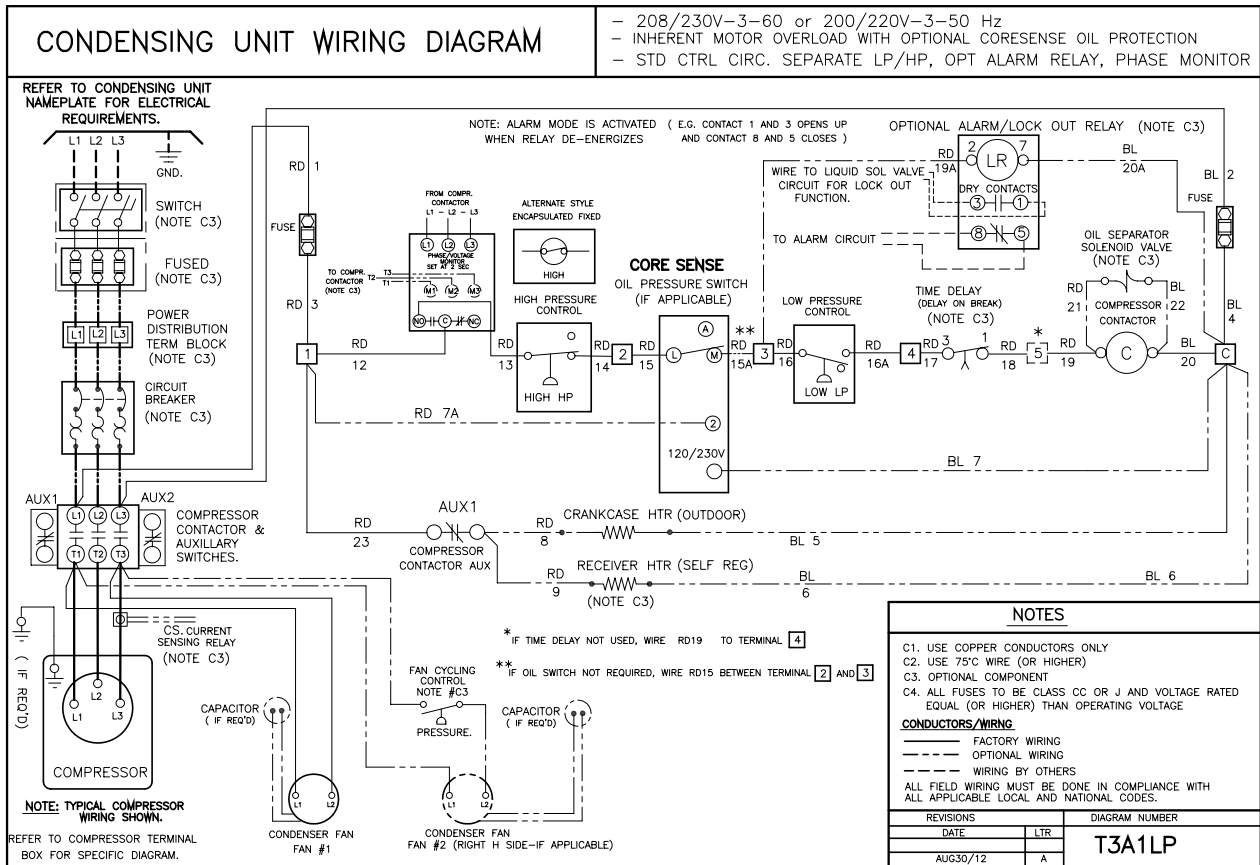 CONDENSING UNIT WIRING DIAGRAM
– 208/230V–3–60 or 200/220V–3–50 Hz
– INHERENT MOTOR OVERLOAD WITH OPTIONAL CORESENSE OIL PROTECTION
– STD CTRL CIRC. SEPARATE LP/HP, OPT ALARM RELAY, PHASE MONITOR
REFER TO CONDENSING UNIT
NAMEPLATE FOR ELECTRICAL
REQUIREMENTS.
L1 L2 L3
GND.
SWITCH
(NOTE C3)
FUSED
(NOTE C3)
POWER
DISTRIBUTION
TERM BLOCK
(NOTE C3)
L1 L2 L3
CIRCUIT
BREAKER
(NOTE C3)
AUX1
AUX2
L1 L2 L3
T1 T2 T3
COMPRESSOR
CONTACTOR &
AUXILLARY
SWITCHES.
CS. CURRENT
SENSING RELAY
(NOTE C3)
( IF REQ'D)
L2
L1
L3
COMPRESSOR
NOTE: TYPICAL COMPRESSOR
WIRING SHOWN.
REFER TO COMPRESSOR TERMINAL
BOX FOR SPECIFIC DIAGRAM.
NOTE: ALARM MODE IS ACTIVATED ( E.G. CONTACT 1 AND 3 OPENS UP
WHEN RELAY DE–ENERGIZES AND CONTACT 8 AND 5 CLOSES )
RD 1
FUSE
RD 3
1
RD
12
FROM COMPR.
CONTACTOR
L1 – L2 – L3
L1 L2 L3
PHASE/VOLTAGE
MONITOR
SET AT 2 SEC
TO COMPR.
CONTACTOR
(NOTE C3)
T3
T2
T1
M1 M2 M3
NO C NC
ALTERNATE STYLE
ENCAPSULATED FIXED
HIGH
HIGH PRESSURE
CONTROL
RD
13
HIGH HP
RD
14
2
RD
15
CORE SENSE
OIL PRESSURE SWITCH
(IF APPLICABLE)
A
L
M
2
120/230V
**
RD
15A
3
RD
16
LOW PRESSURE
CONTROL
LOW LP
RD
16A
4
RD
17
TIME DELAY
(DELAY ON BREAK)
(NOTE C3)
3
1
RD
18
*
5
RD
19
OPTIONAL ALARM/LOCK OUT RELAY (NOTE C3)
RD
19A
2
LR
7
BL
20A
WIRE TO LIQUID SOL VALVE
CIRCUIT FOR LOCK OUT
FUNCTION.
DRY CONTACTS
3
1
TO ALARM CIRCUIT
8
5
BL 2
FUSE
OIL SEPARATOR
SOLENOID VALVE
(NOTE C3)
RD
21
BL
22
COMPRESSOR
CONTACTOR
C
BL
20
BL
4
C
RD 7A
BL 7
RD
23
AUX1
COMPRESSOR
CONTACTOR AUX
RD
8
CRANKCASE HTR (OUTDOOR)
BL 5
RD
9
RECEIVER HTR (SELF REG)
(NOTE C3)
BL
6
BL 6
* IF TIME DELAY NOT USED, WIRE RD19 TO TERMINAL 4
** IF OIL SWITCH NOT REQUIRED, WIRE RD15 BETWEEN TERMINAL 2 AND 3
FAN CYCLING
CONTROL
NOTE #C3
PRESSURE.
CAPACITOR
( IF REQ'D)
L1 L2
CONDENSER FAN
FAN #1
CAPACITOR
( IF REQ'D)
L1 L2
CONDENSER FAN
FAN #2 (RIGHT H SIDE–IF APPLICABLE)
NOTES
C1. USE COPPER CONDUCTORS ONLY
C2. USE 75°C WIRE (OR HIGHER)
C3. OPTIONAL COMPONENT
C4. ALL FUSES TO BE CLASS CC OR J AND VOLTAGE RATED
EQUAL (OR HIGHER) THAN OPERATING VOLTAGE
CONDUCTORS/WIRNG
FACTORY WIRING
OPTIONAL WIRING
WIRING BY OTHERS
ALL FIELD WIRING MUST BE DONE IN COMPLIANCE WITH
ALL APPLICABLE LOCAL AND NATIONAL CODES.
REVISIONS
DIAGRAM NUMBER
DATE
LTR
T3A1LP
AUG30/12
A